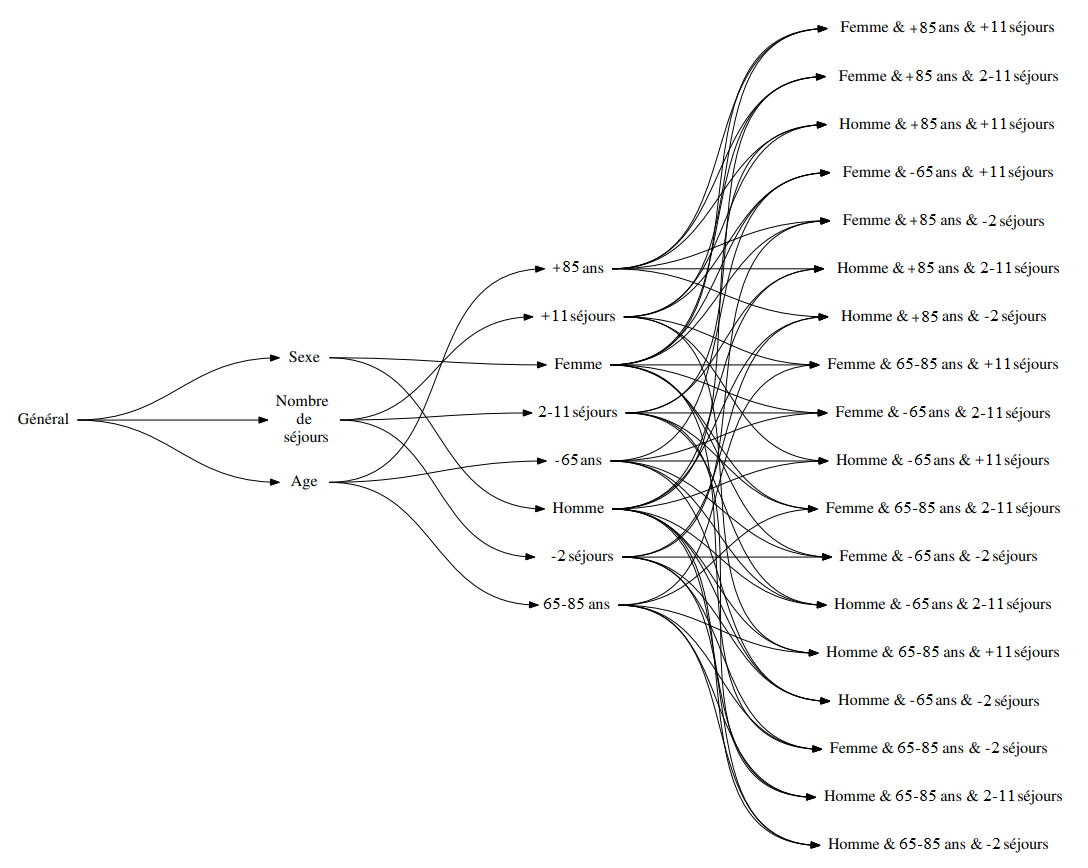 Général
Sexe
Nombre
de
séjours
Age
+85 ans
+11 séjours
Femme
2-11 séjours
-65 ans
Homme
-2 séjours
65-85 ans
Femme & +85 ans & +11 séjours
Femme & +85 ans & 2-11 séjours
Homme & +85 ans & +11 séjours
Femme & -65 ans & +11 séjours
Femme & +85 ans & -2 séjours
Homme & +85 ans & 2-11 séjours
Homme & +85 ans & -2 séjours
Femme & 65-85 ans & +11 séjours
Femme & -65 ans & 2-11 séjours
Homme & -65 ans & +11 séjours
Femme & 65-85 ans & 2-11 séjours
Femme & -65 ans & -2 séjours
Homme & -65 ans & 2-11 séjours
Homme & 65-85 ans & +11 séjours
Homme & -65 ans & -2 séjours
Femme & 65-85 ans & -2 séjours
Homme & 65-85 ans & 2-11 séjours
Homme & 65-85 ans & -2 séjours